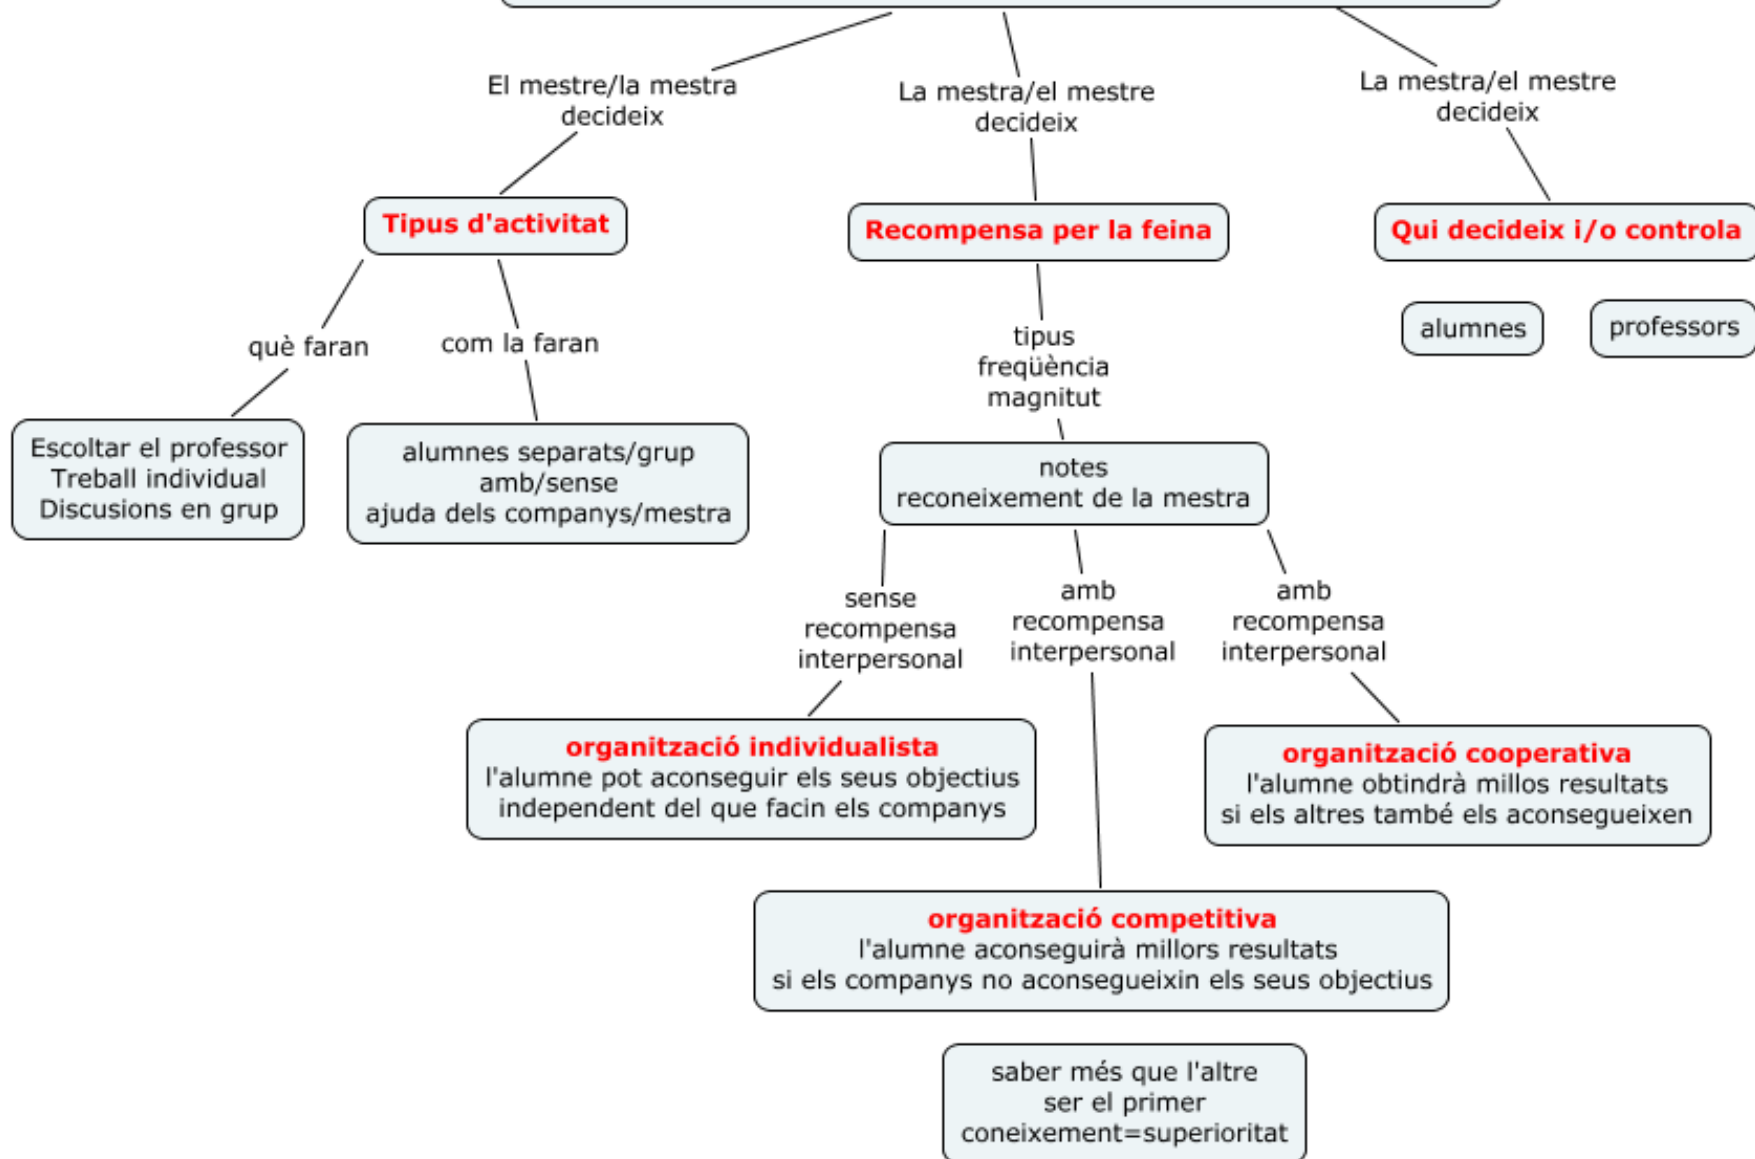 El mestre/la mestra
decideix
La mestra/el mestre
decideix
La mestra/el mestre
decideix
Tipus d'activitat
Recompensa per la feina
Qui decideix i/o controla
què faran
com la faran
tipus
freqüència
magnitut
alumnes
professors
Escoltar el professor
Treball individual
Discusions en grup
alumnes separats/grup
amb/sense
ajuda dels companys/mestra
notes
reconeixement de la mestra
sense
recompensa
interpersonal
amb
recompensa
interpersonal
amb
recompensa
interpersonal
organització individualista
l'alumne pot aconseguir els seus objectius
independent del que facin els companys
organització cooperativa
l'alumne obtindrà millos resultats
si els altres també els aconsegueixen
organització competitiva
l'alumne aconseguirà millors resultats
si els companys no aconsegueixin els seus objectius
saber més que l'altre
ser el primer
coneixement=superioritat